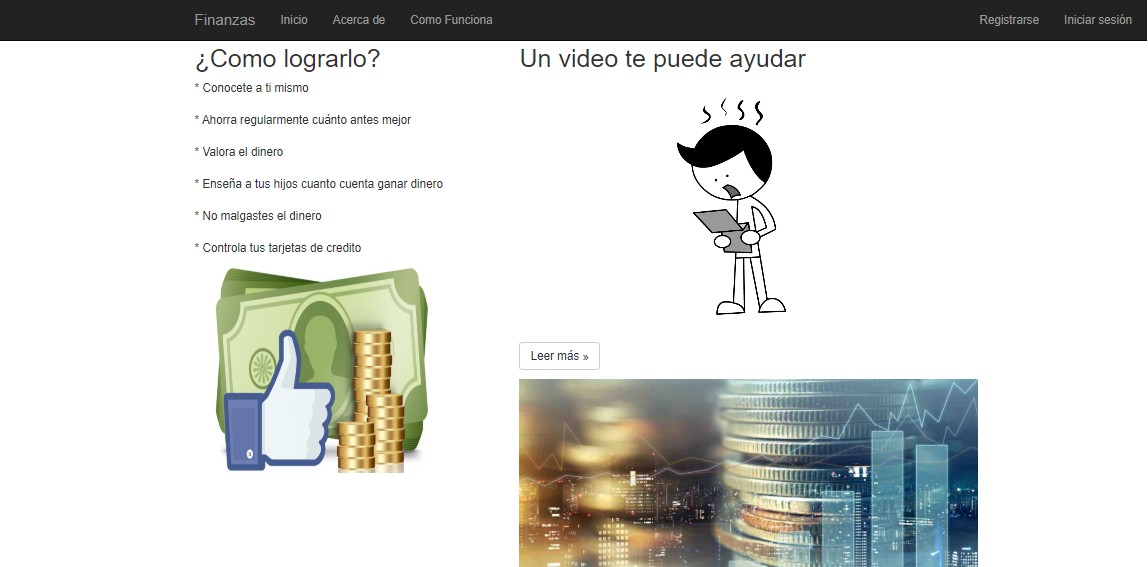 Finanzas Inicio Acerca de Como Funciona Registrarse Iniciar sesión
¿Como lograrlo?
* Conocete a ti mismo
* Ahorra regularmente cuánto antes mejor
* Valora el dinero
* Enseña a tus hijos cuanto cuenta ganar dinero
* No malgastes el dinero
* Controla tus tarjetas de credito
Un video te puede ayudar
Leer más »